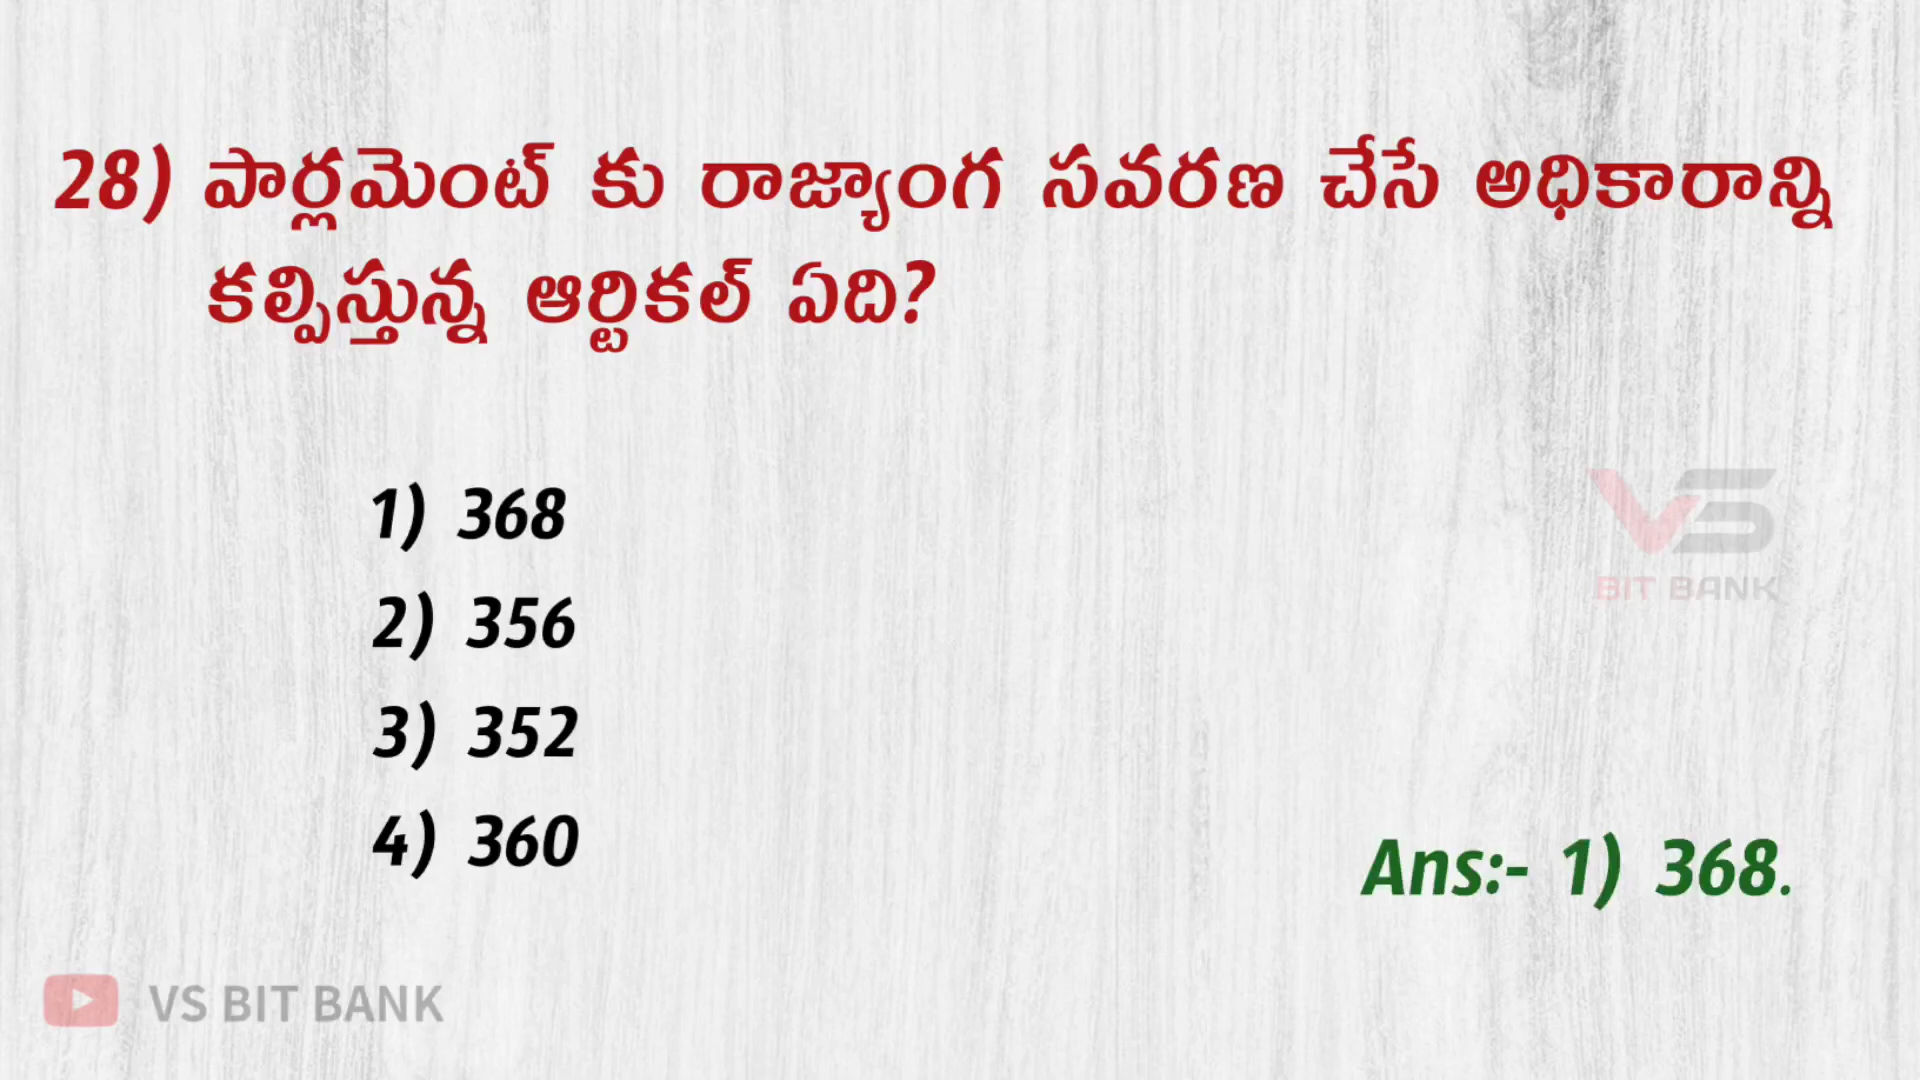 28) పార్లమెంట్ కు రాజ్యాంగ సవరణ చేసే అధికారాన్ని
కల్పిస్తున్న ఆర్టికల్ ఏది?
1) 368
2) 356
3) 352
4) 360
VS
BIT BANK
Ans:- 1) 368.
VS BIT BANK